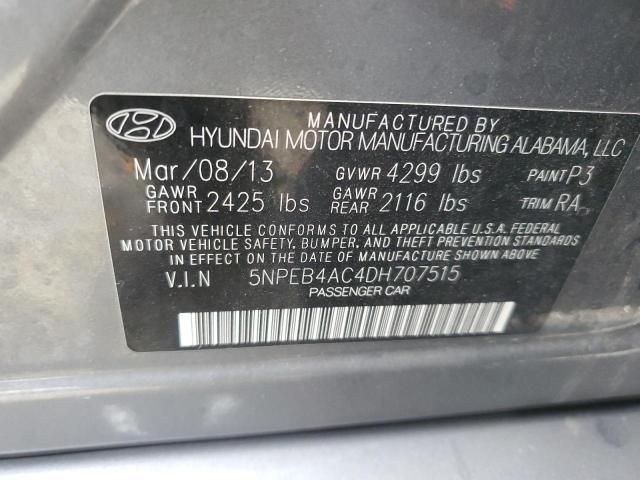 MANUFACTURED BY
HYUNDAI MOTOR MANUFACTURING ALABAMA, LLC
Mar/08/13 GVWR 4299 lbs PAINT P3
GAWR FRONT 2425 lbs GAWR REAR 2116 lbs TRIM RA
THIS VEHICLE CONFORMS TO ALL APPLICABLE U.S.A. FEDERAL
MOTOR VEHICLE SAFETY, BUMPER, AND THEFT PREVENTION STANDARDS
IN EFFECT ON THE DATE OF MANUFACTURE SHOWN ABOVE.
V.I.N 5NPEB4AC4DH707515
PASSENGER CAR